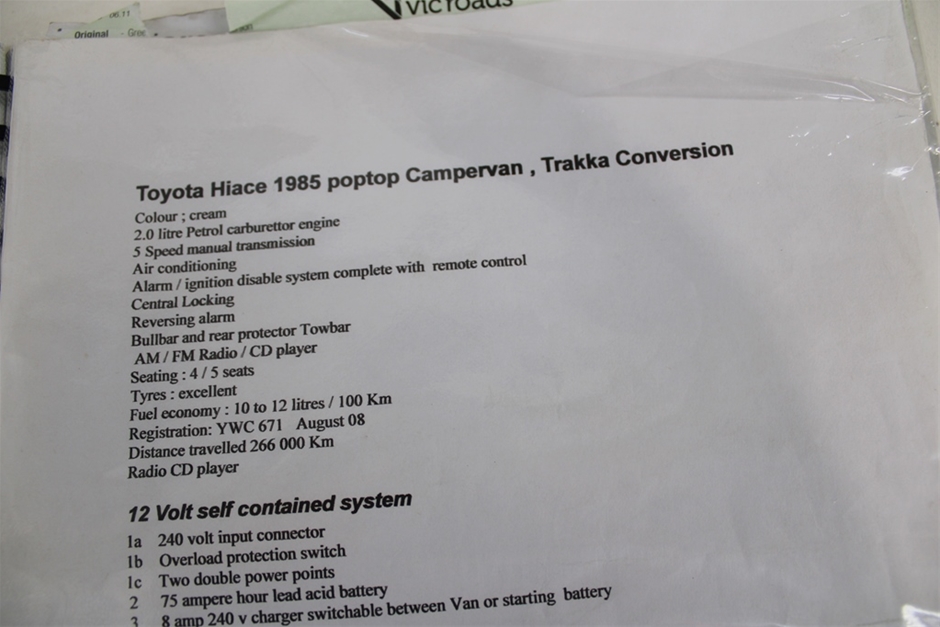 06.11
Original
Gree
vicroads
Toyota Hiace 1985 poptop Campervan , Trakka Conversion
Colour ; cream
2.0 litre Petrol carburettor engine
5 Speed manual transmission
Air conditioning
Alarm / ignition disable system complete with remote control
Central Locking
Reversing alarm
Bullbar and rear protector Towbar
AM / FM Radio / CD player
Seating : 4 / 5 seats
Tyres : excellent
Fuel economy : 10 to 12 litres / 100 Km
Registration: YWC 671 August 08
Distance travelled 266 000 Km
Radio CD player
12 Volt self contained system
1a 240 volt input connector
1b Overload protection switch
1c Two double power points
2 75 ampere hour lead acid battery
3 8 amp 240 v charger switchable between Van or starting battery